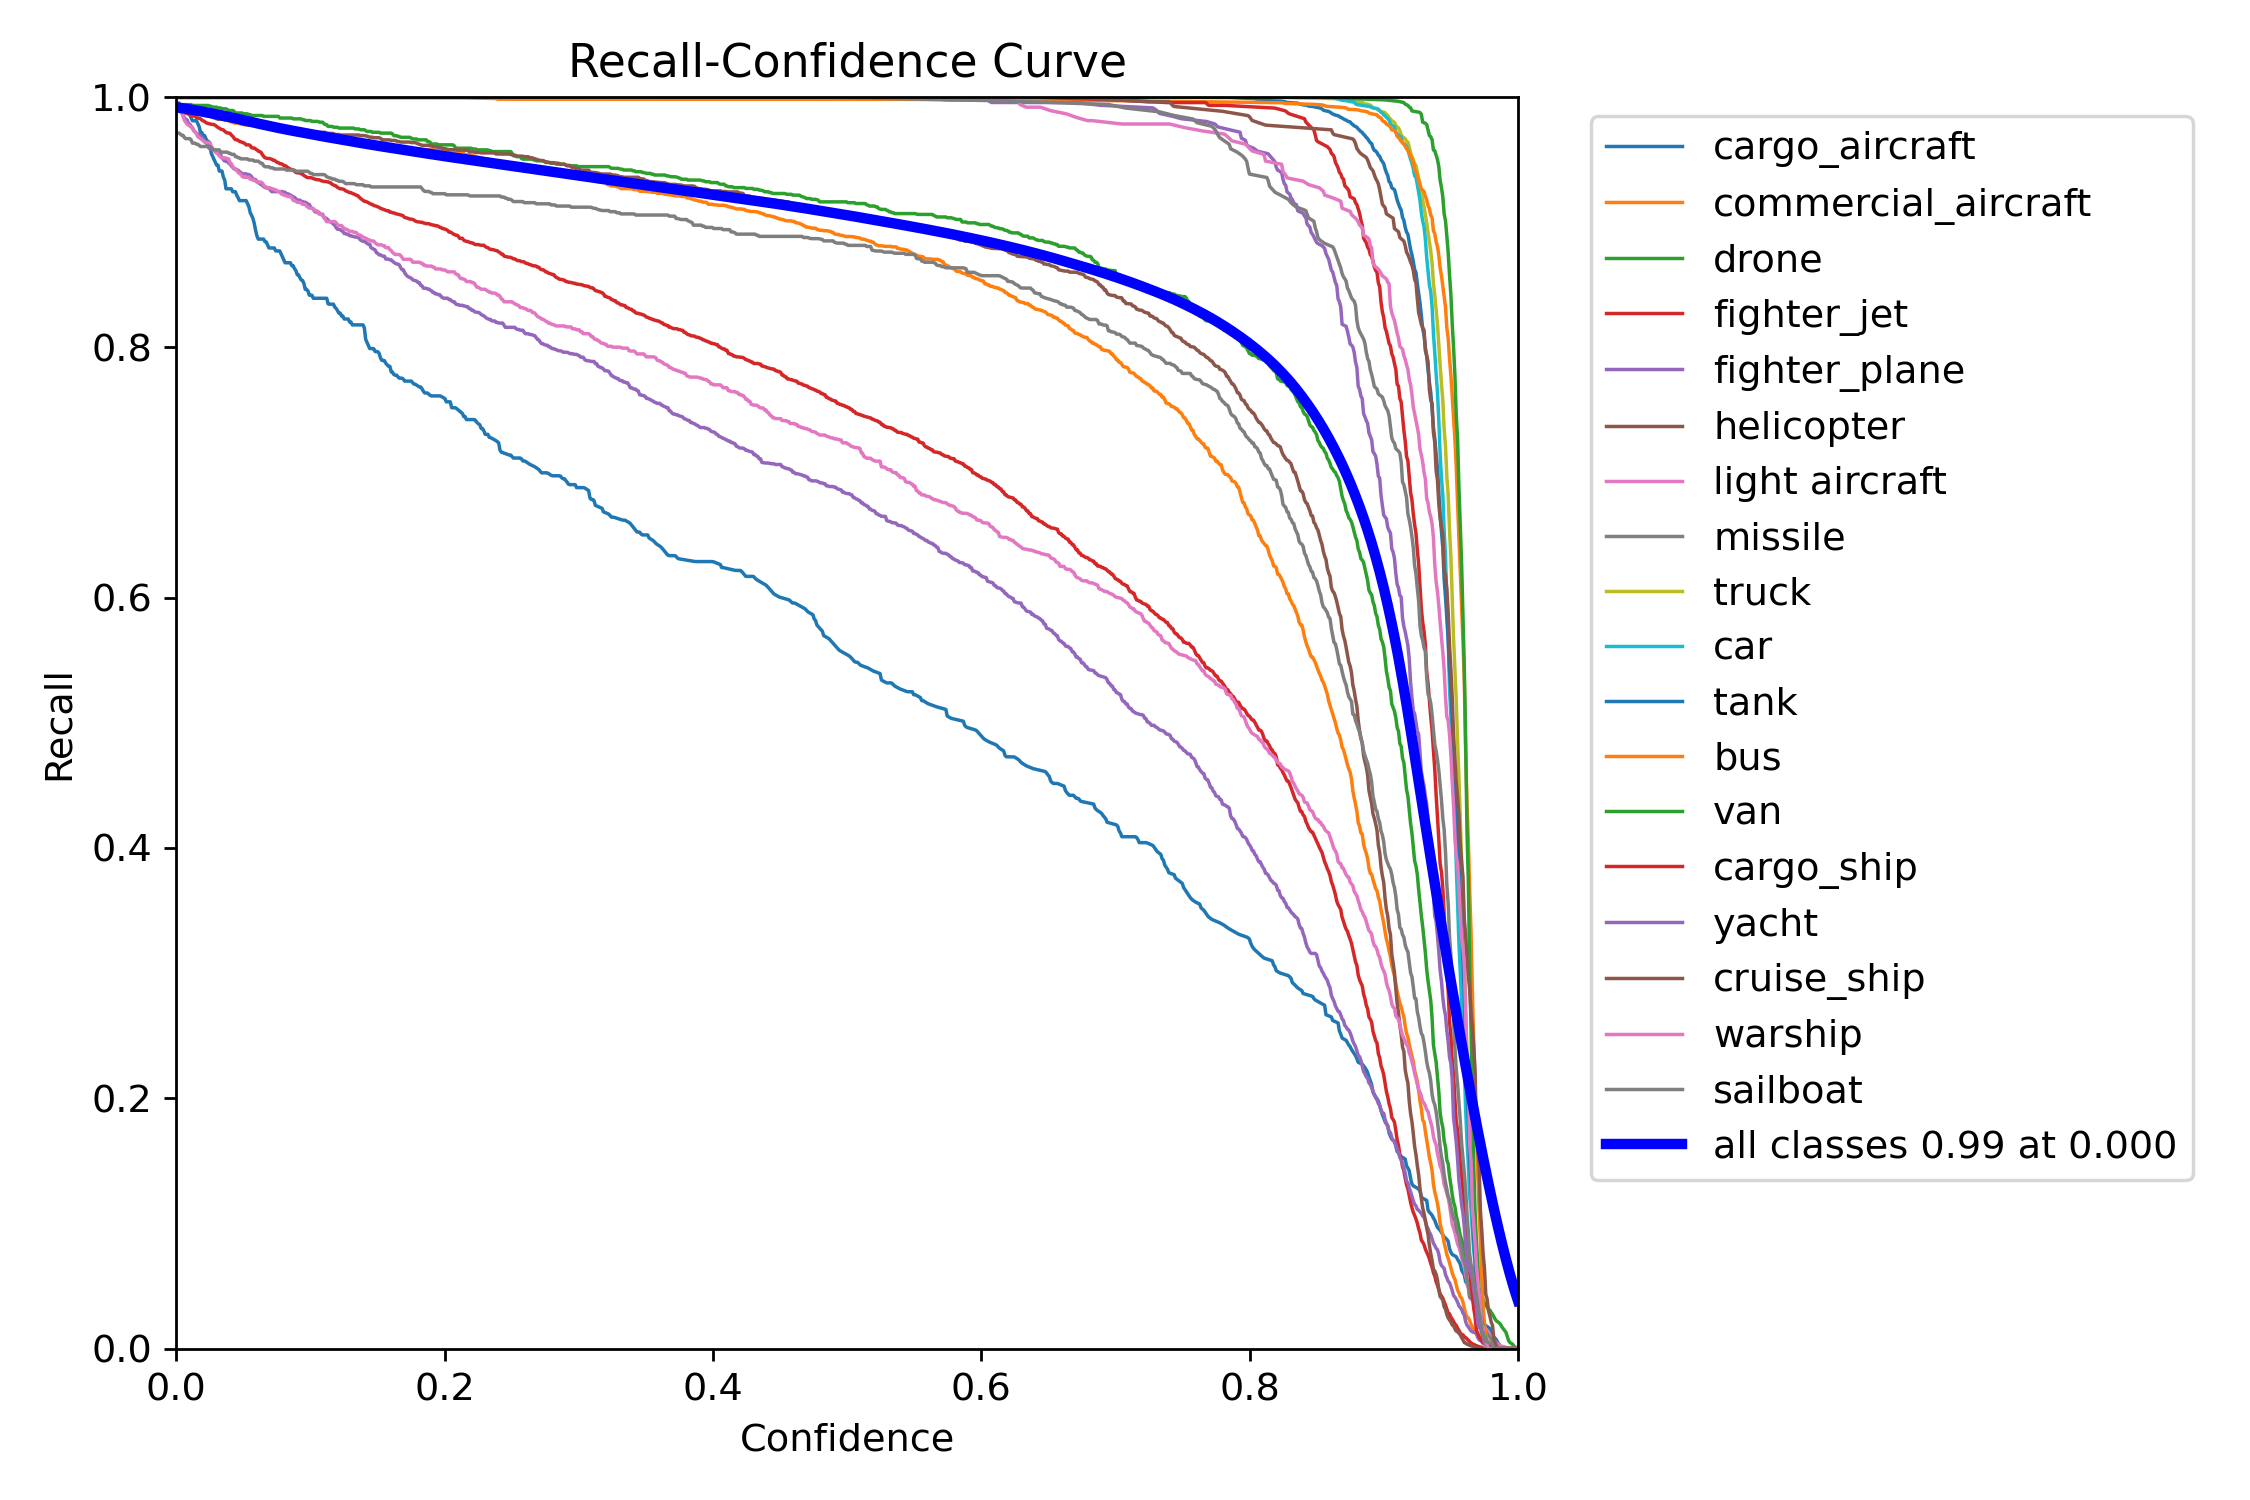 Recall-Confidence Curve
1.0
0.8
0.6
0.4
0.2
0.0
Recall
0.0 0.2 0.4 0.6 0.8 1.0
Confidence
cargo_aircraft
commercial_aircraft
drone
fighter_jet
fighter_plane
helicopter
light aircraft
missile
truck
car
tank
bus
van
cargo_ship
yacht
cruise_ship
warship
sailboat
all classes 0.99 at 0.000